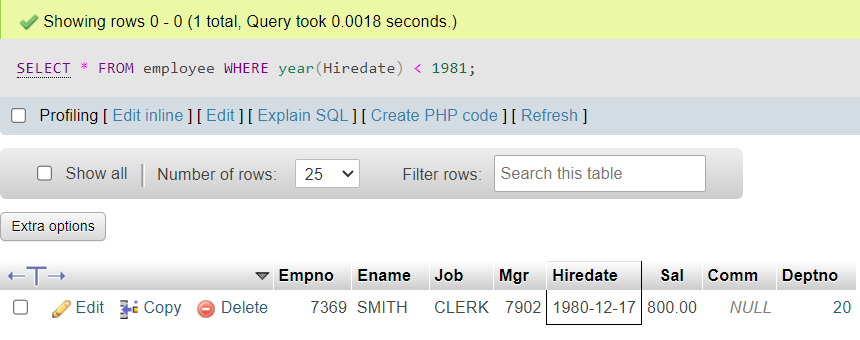 Showing rows 0 - 0 (1 total, Query took 0.0018 seconds.)
SELECT * FROM employee WHERE year(Hiredate) < 1981;
Profiling [ Edit inline ] [ Edit ] [ Explain SQL ] [ Create PHP code ] [ Refresh ]
Show all | Number of rows: 25 Filter rows: Search this table
Extra options
←T→ Empno Ename Job Mgr Hiredate Sal Comm Deptno
Edit Copy Delete 7369 SMITH CLERK 7902 1980-12-17 800.00 NULL 20